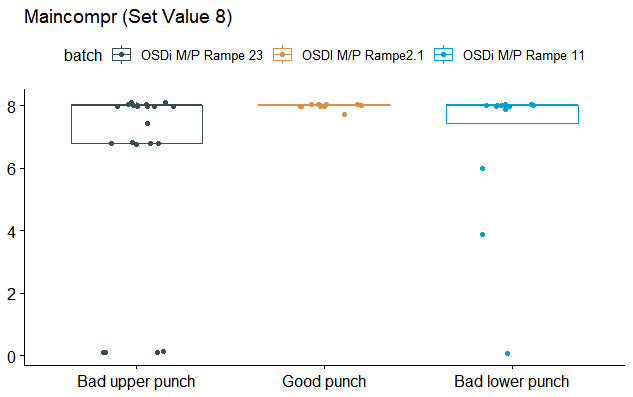 Maincompr (Set Value 8)
batch OSDi M/P Rampe 23 OSDI M/P Rampe2.1 OSDi M/P Rampe 11
8
6
4
2
0
Bad upper punch Good punch Bad lower punch